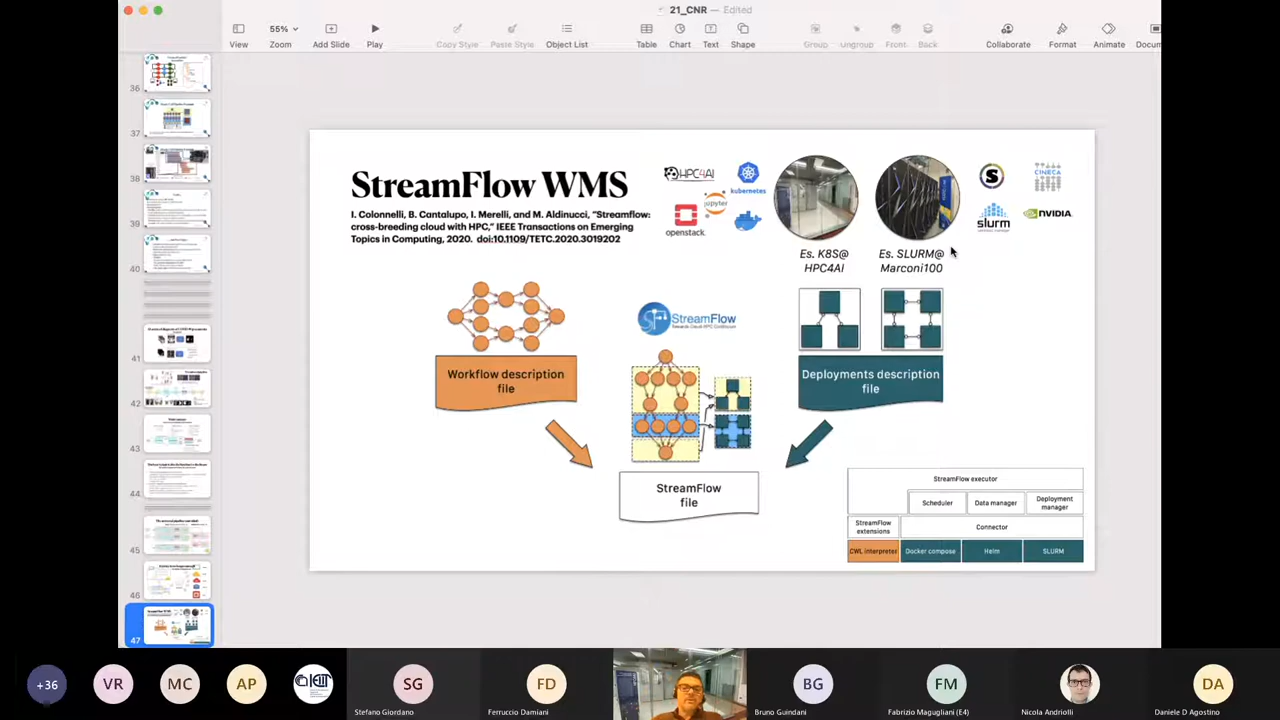 21_CNR — Edited
55%
View
Zoom
Add Slide
Play
Copy Style
Paste Style
Object List
Table
Chart
Text
Shape
Group
Ungroup
Front
Back
Collaborate
Format
Animate
Docum
36
37
38
39
40
41
42
43
44
45
46
47
StreamFlow WMS
I. Colonnelli, B. Cantalupo, I. Merelli and M. Aldinucci, "Streamflow:
cross-breeding cloud with HPC," IEEE Transactions on Emerging
Topics in Computing, 2020. doi:10.1109/TETC.2020.3019202
HPC4AI
kubernetes
jupyter
openstack.
docker
S
CINECA
slurm
NVIDIA.
Es. K8S@
HPC4AI
Es. SLURM@
Marconi100
StreamFlow
Workflow description
file
Deployments description
file
StreamFlow
file
StreamFlow executor
Scheduler
Data manager
Deployment
manager
StreamFlow
extensions
Connector
CWL interpreter
Docker compose
Helm
SLURM
+36
VR
MC
AP
SG
FD
BG
FM
DA
Stefano Giordano
Ferruccio Damiani
Bruno Guindani
Fabrizio Magugliani (E4)
Nicola Andriolli
Daniele D Agostino